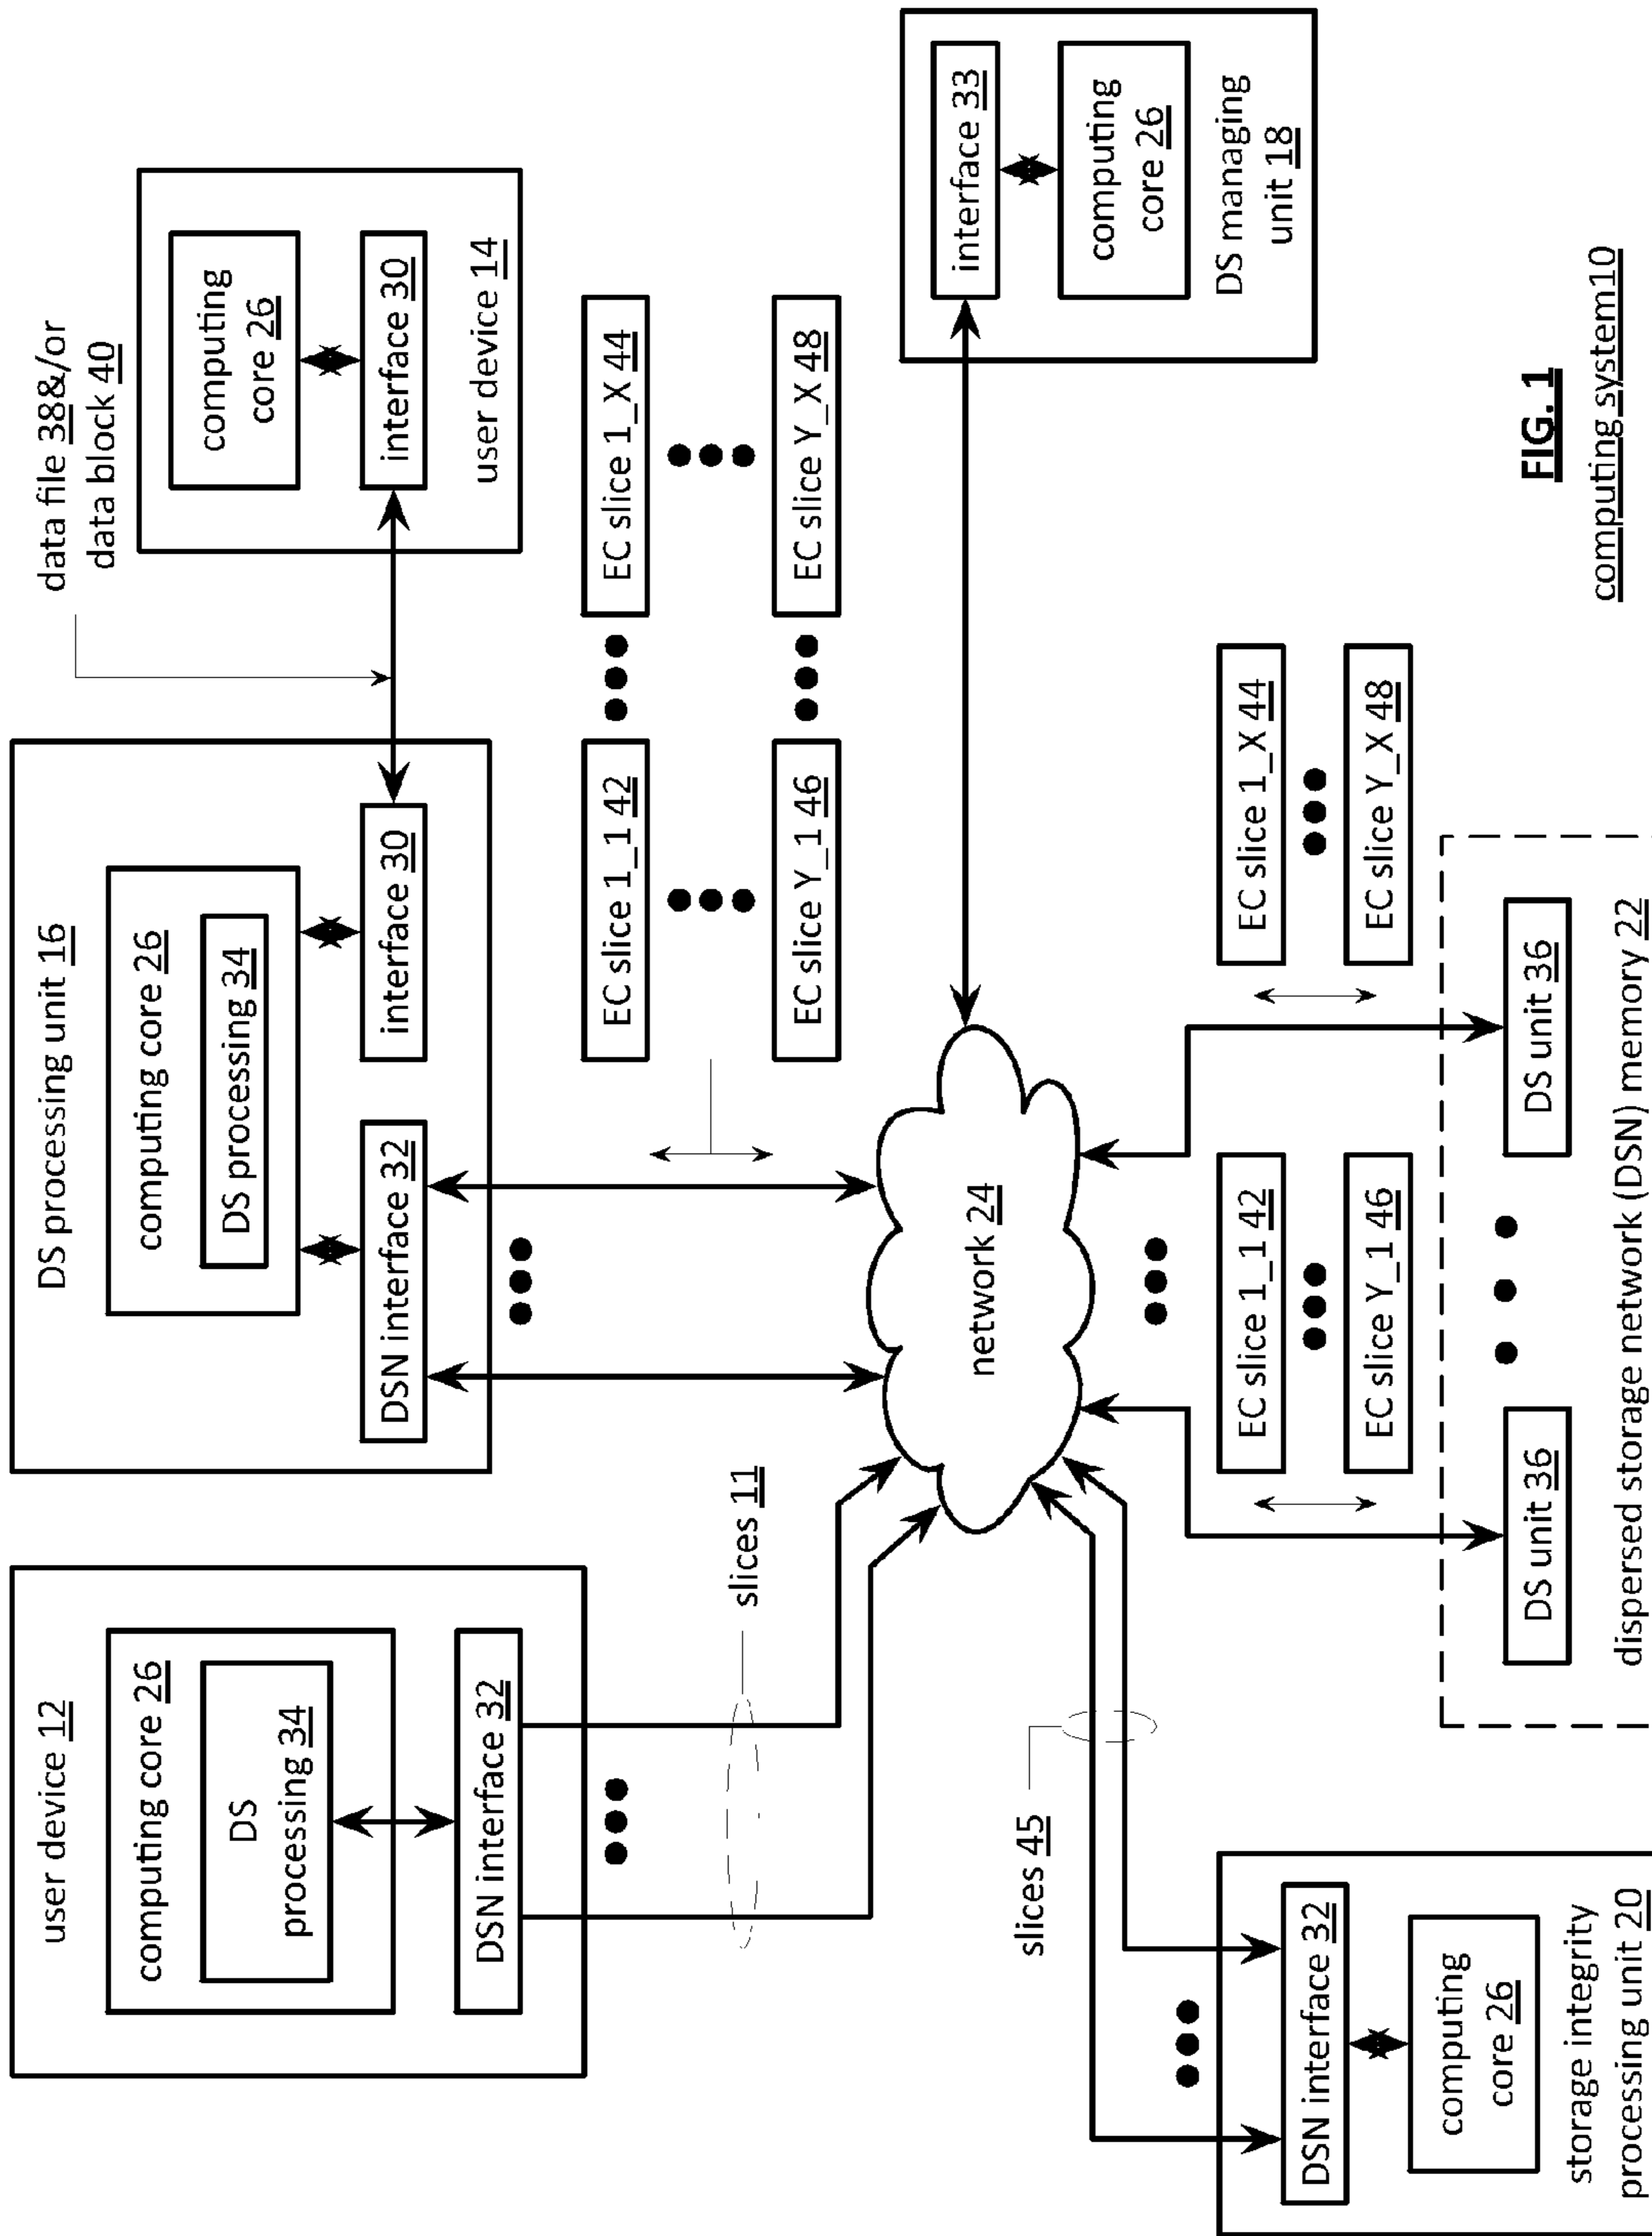 user device 12
computing core 26
DS
processing 34
DSN interface 32
slices 11
DS processing unit 16
computing core 26
DS processing 34
DSN interface 32
interface 30
data file 38&/or
data block 40
computing
core 26
interface 30
user device 14
EC slice 1_1 42
EC slice 1_X 44
EC slice Y_1 46
EC slice Y_X 48
network 24
interface 33
computing
core 26
DS managing
unit 18
slices 45
DSN interface 32
computing
core 26
storage integrity
processing unit 20
EC slice 1_1 42
EC slice Y_1 46
EC slice 1_X 44
EC slice Y_X 48
DS unit 36
DS unit 36
dispersed storage network (DSN) memory 22
FIG. 1
computing system10